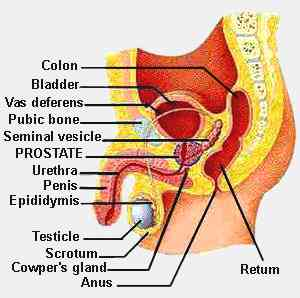 Colon
Bladder
Vas deferens
Pubic bone
Seminal vesicle
PROSTATE
Urethra
Penis
Epididymis
Testicle
Scrotum
Cowper's gland
Anus
Retum